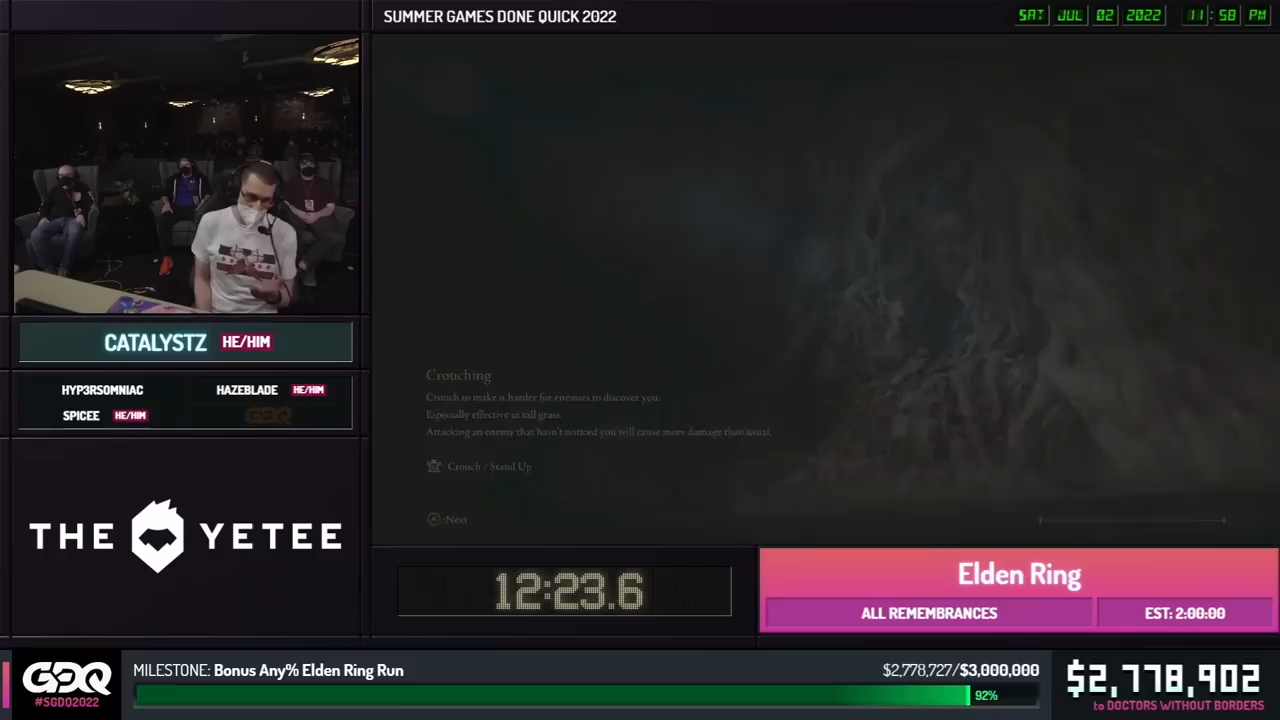 SUMMER GAMES DONE QUICK 2022
SAT JUL 02 2022 11:58 PM
CATALYSTZ HE/HIM
HYP3RSOMNIAC
HAZEBLADE HE/HIM
SPICEE HE/HIM
GDQ
THE YETEE
Crouching
Crouch to make it harder for enemies to discover you.
Especially effective in tall grass.
Attacking an enemy that hasn't noticed you will cause more damage than usual.
Crouch / Stand Up
A:Next
12:23.6
Elden Ring
ALL REMEMBRANCES
EST: 2:00:00
GDQ
#SGDQ2022
MILESTONE: Bonus Any% Elden Ring Run
$2,778,727/$3,000,000
92%
$2,778,902
to DOCTORS WITHOUT BORDERS